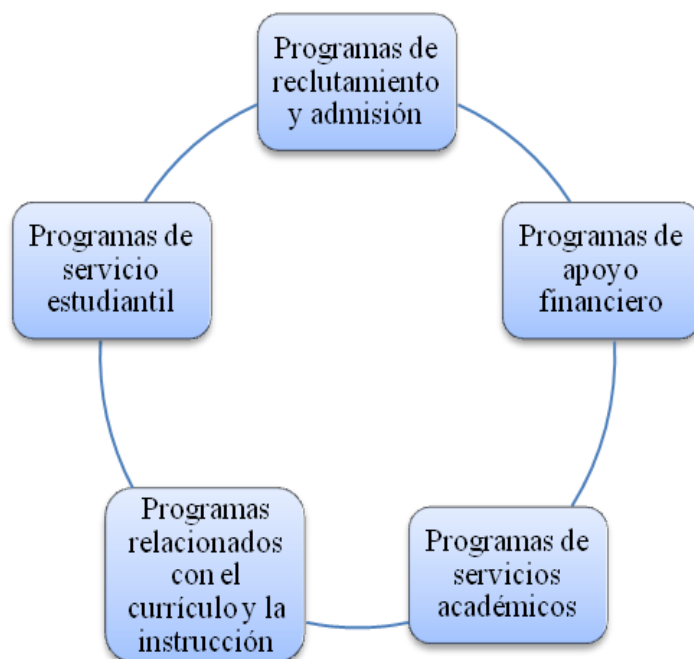 Programas de
reclutamiento
y admisión
Programas de
apoyo
financiero
Programas de
servicios
académicos
Programas
relacionados
con el
currículo y la
instrucción
Programas de
servicio
estudiantil